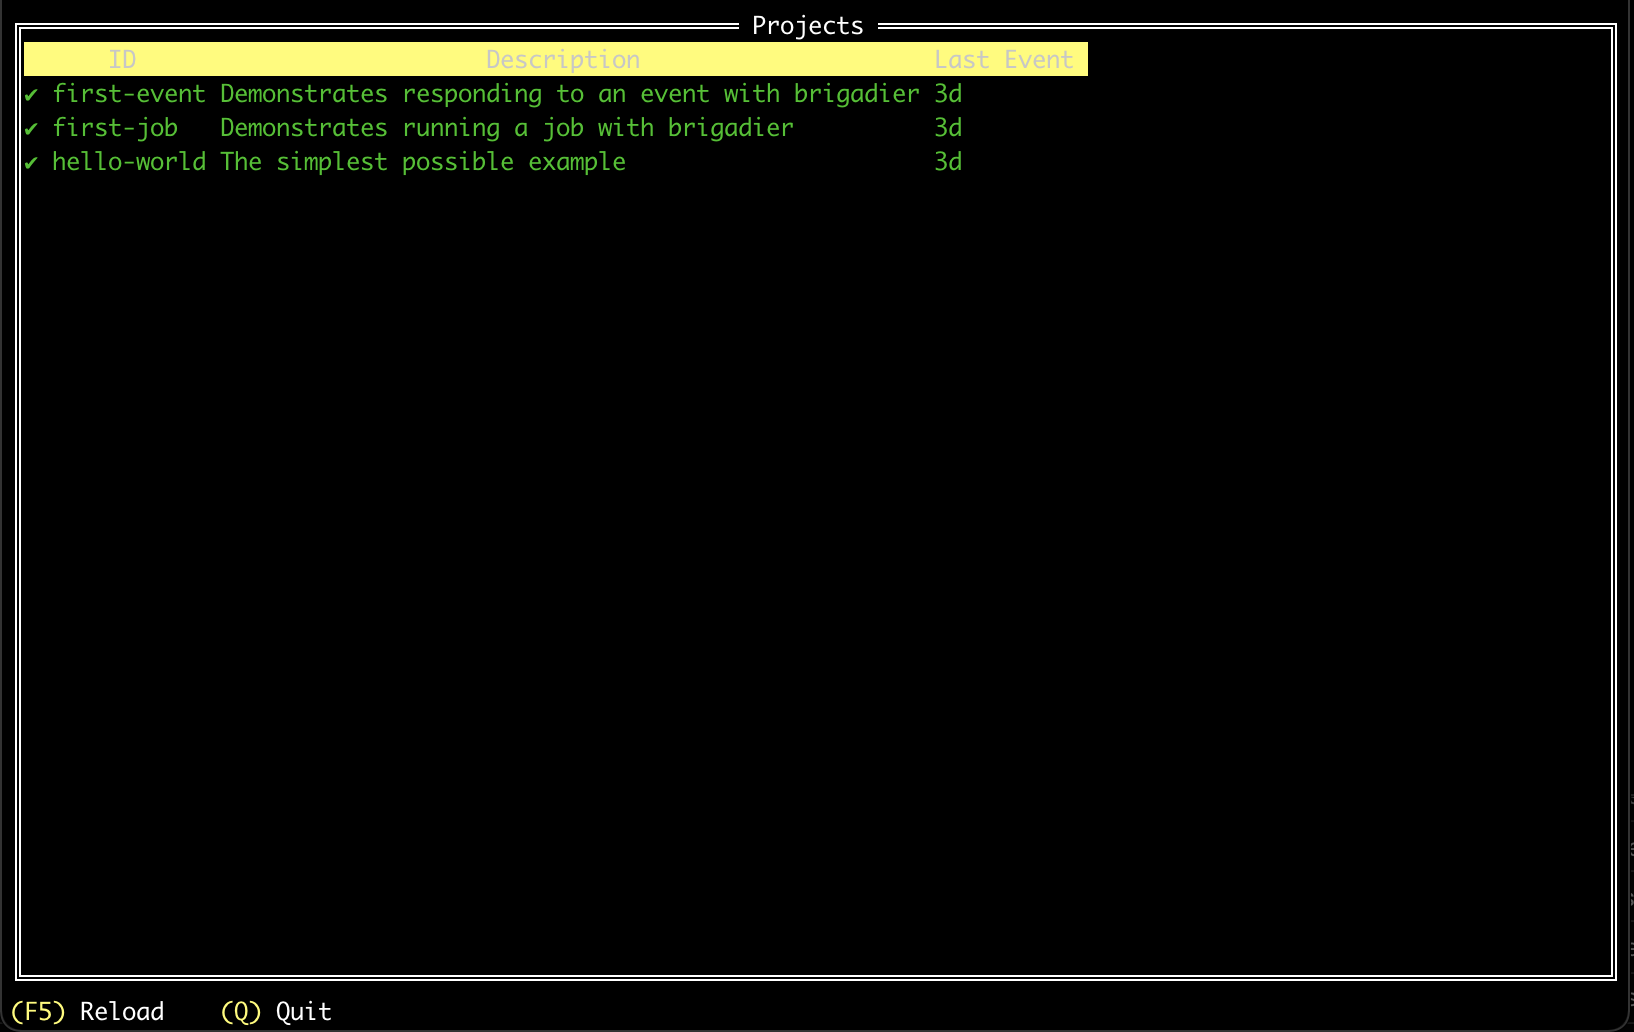 Projects
ID Description Last Event
✔ first-event Demonstrates responding to an event with brigadier 3d
✔ first-job Demonstrates running a job with brigadier 3d
✔ hello-world The simplest possible example 3d
(F5) Reload (Q) Quit